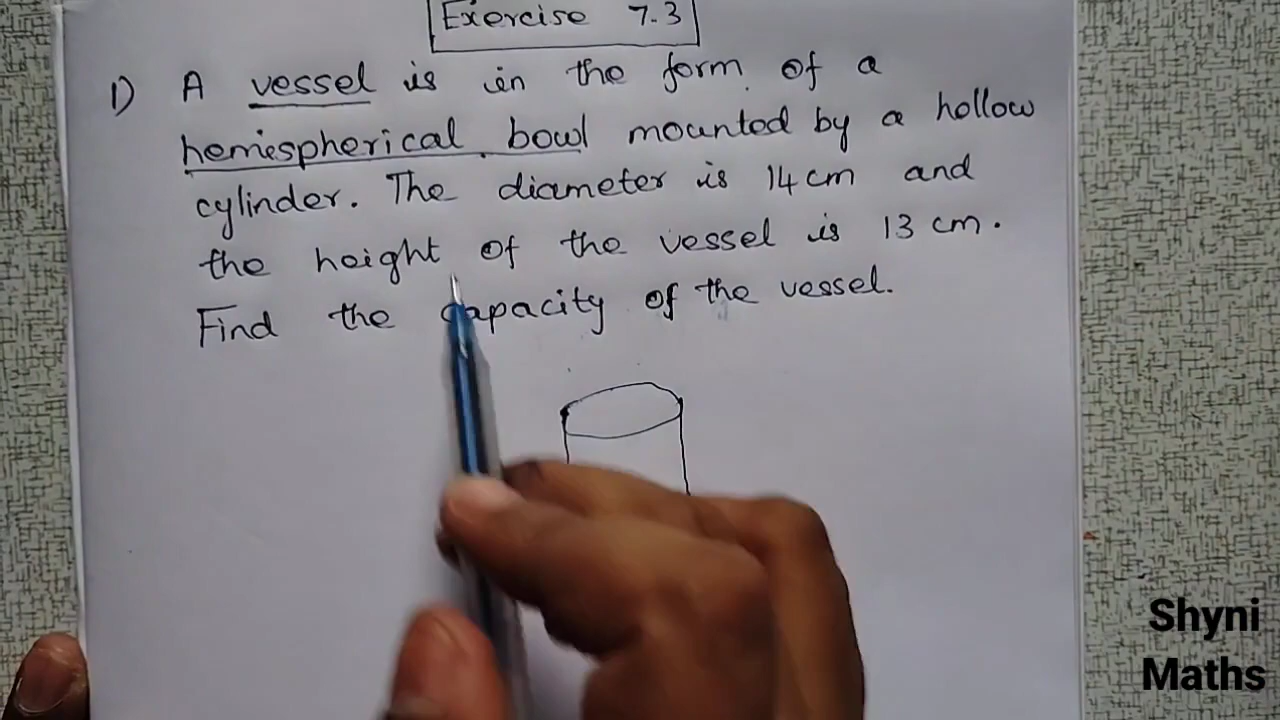 Exercise 7.3
1) A vessel is in the form of a
hemispherical bowl mounted by a hollow
cylinder. The diameter is 14 cm and
the height of the vessel is 13 cm.
Find the capacity of the vessel.
Shyni
Maths